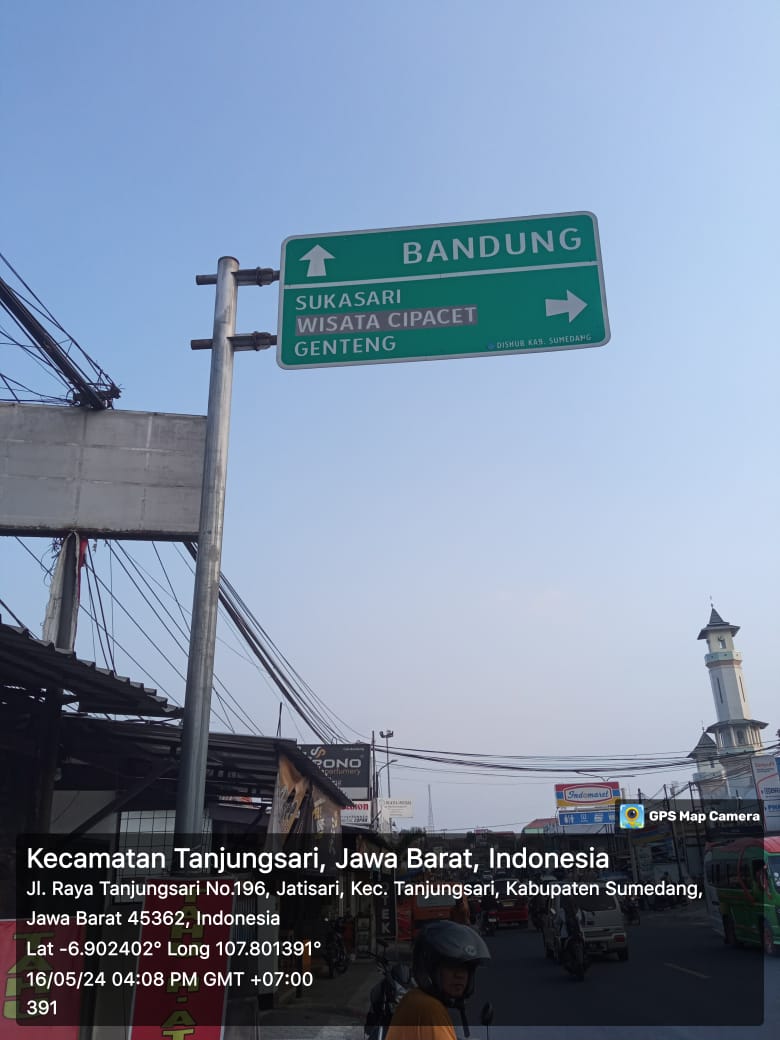 BANDUNG
SUKASARI
WISATA CIPACET
GENTENG
DISHUB KAB. SUMEDANG
RONO
perfumery
Indomaret
GPS Map Camera
Kecamatan Tanjungsari, Jawa Barat, Indonesia
Jl. Raya Tanjungsari No.196, Jatisari, Kec. Tanjungsari, Kabupaten Sumedang,
Jawa Barat 45362, Indonesia
Lat -6.902402° Long 107.801391°
16/05/24 04:08 PM GMT +07:00
391